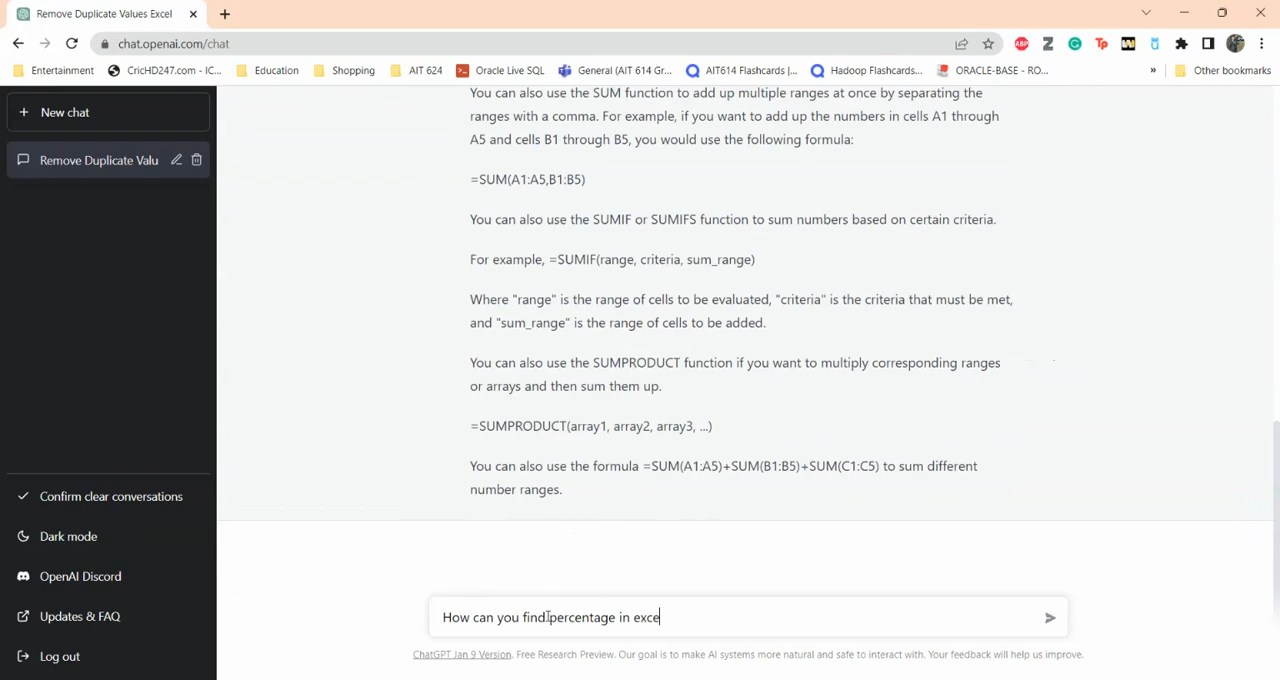 Remove Duplicate Values Excel
chat.openai.com/chat
Entertainment
CricHD247.com - IC...
Education
Shopping
AIT 624
Oracle Live SQL
General (AIT 614 Gr...
AIT614 Flashcards |...
Hadoop Flashcards...
ORACLE-BASE - RO...
»
Other bookmarks
ABP
Z
G
Tp
W
+ New chat
Remove Duplicate Valu
You can also use the SUM function to add up multiple ranges at once by separating the
ranges with a comma. For example, if you want to add up the numbers in cells A1 through
A5 and cells B1 through B5, you would use the following formula:
=SUM(A1:A5,B1:B5)
You can also use the SUMIF or SUMIFS function to sum numbers based on certain criteria.
For example, =SUMIF(range, criteria, sum_range)
Where "range" is the range of cells to be evaluated, "criteria" is the criteria that must be met,
and "sum_range" is the range of cells to be added.
You can also use the SUMPRODUCT function if you want to multiply corresponding ranges
or arrays and then sum them up.
=SUMPRODUCT(array1, array2, array3, ...)
You can also use the formula =SUM(A1:A5)+SUM(B1:B5)+SUM(C1:C5) to sum different
number ranges.
Confirm clear conversations
Dark mode
OpenAI Discord
Updates & FAQ
Log out
How can you find percentage in exce
ChatGPT Jan 9 Version. Free Research Preview. Our goal is to make AI systems more natural and safe to interact with. Your feedback will help us improve.